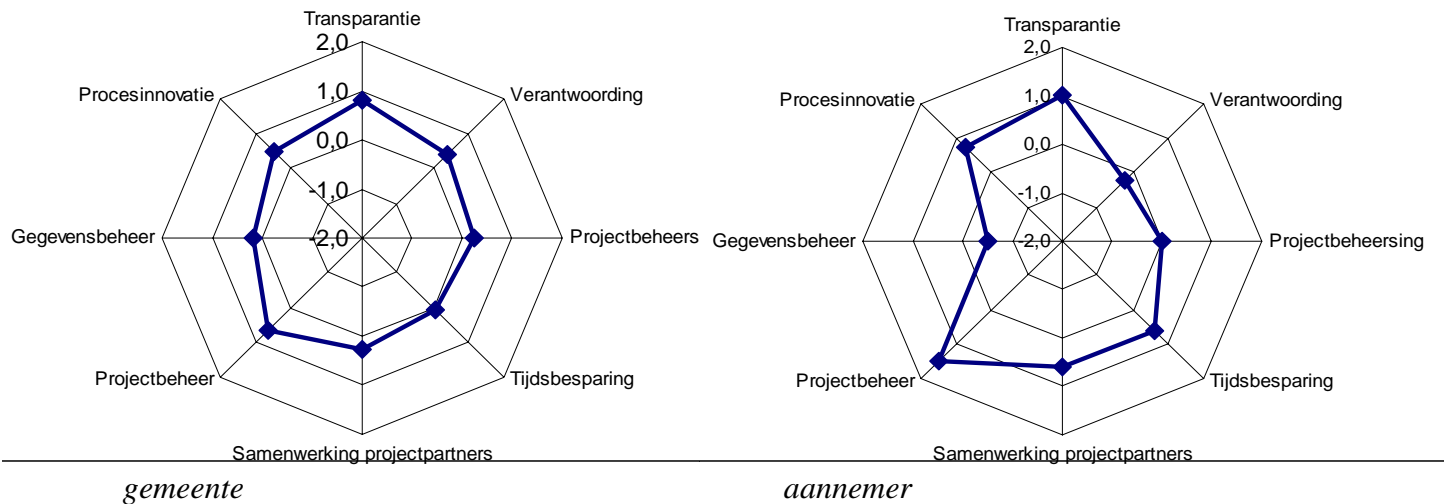 Transparantie
2,0
1,0
0,0
-1,0
-2,0
Verantwoording
Projectbeheers
Tijdsbesparing
Samenwerking projectpartners
Projectbeheer
Gegevensbeheer
Procesinnovatie
gemeente
Transparantie
2,0
1,0
0,0
-1,0
-2,0
Verantwoording
Projectbeheersing
Tijdsbesparing
Samenwerking projectpartners
Projectbeheer
Gegevensbeheer
Procesinnovatie
aannemer